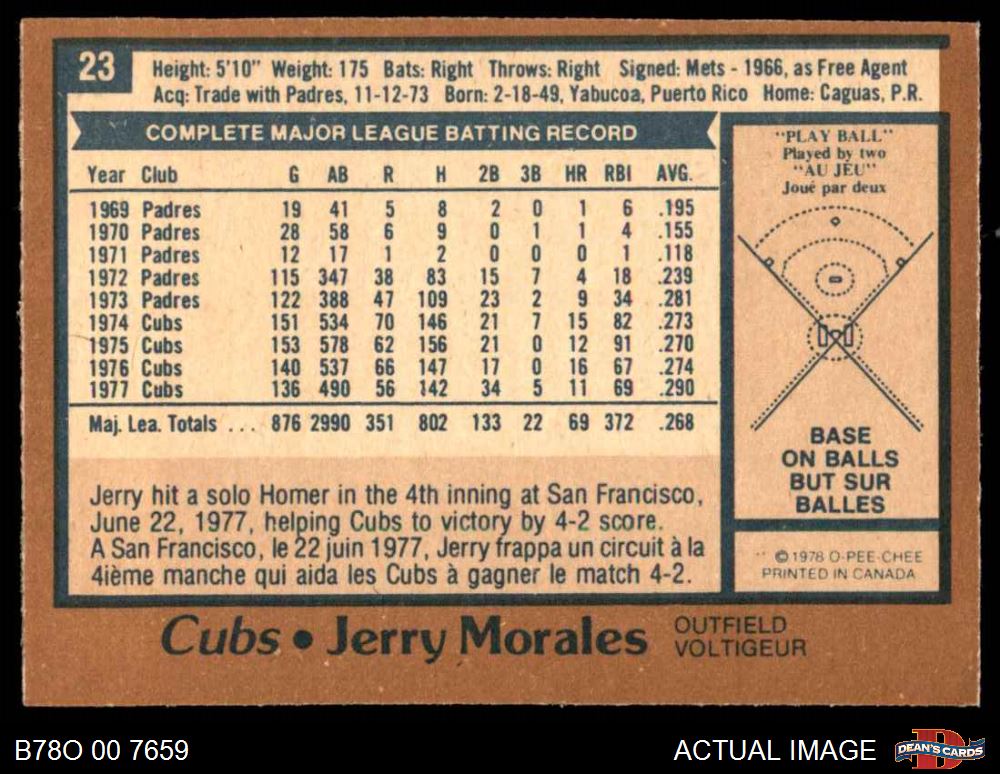 23
Height: 5'10" Weight: 175 Bats: Right Throws: Right Signed: Mets - 1966, as Free Agent
Acq: Trade with Padres, 11-12-73 Born: 2-18-49, Yabucoa, Puerto Rico Home: Caguas, P.R.
COMPLETE MAJOR LEAGUE BATTING RECORD
Year Club G AB R H 2B 3B HR RBI AVG.
1969 Padres 19 41 5 8 2 0 1 6 .195
1970 Padres 28 58 6 9 0 1 1 4 .155
1971 Padres 12 17 1 2 0 0 0 1 .118
1972 Padres 115 347 38 83 15 7 4 18 .239
1973 Padres 122 388 47 109 23 2 9 34 .281
1974 Cubs 151 534 70 146 21 7 15 82 .273
1975 Cubs 153 578 62 156 21 0 12 91 .270
1976 Cubs 140 537 66 147 17 0 16 67 .274
1977 Cubs 136 490 56 142 34 5 11 69 .290
Maj. Lea. Totals ... 876 2990 351 802 133 22 69 372 .268
Jerry hit a solo Homer in the 4th inning at San Francisco,
June 22, 1977, helping Cubs to victory by 4-2 score.
A San Francisco, le 22 juin 1977, Jerry frappa un circuit à la
4ième manche qui aida les Cubs à gagner le match 4-2.
"PLAY BALL"
Played by two
"AU JEU"
Joué par deux
BASE
ON BALLS
BUT SUR
BALLES
© 1978 O-PEE-CHEE
PRINTED IN CANADA
Cubs • Jerry Morales OUTFIELD
VOLTIGEUR
B78O 00 7659
ACTUAL IMAGE
DEAN'S CARDS